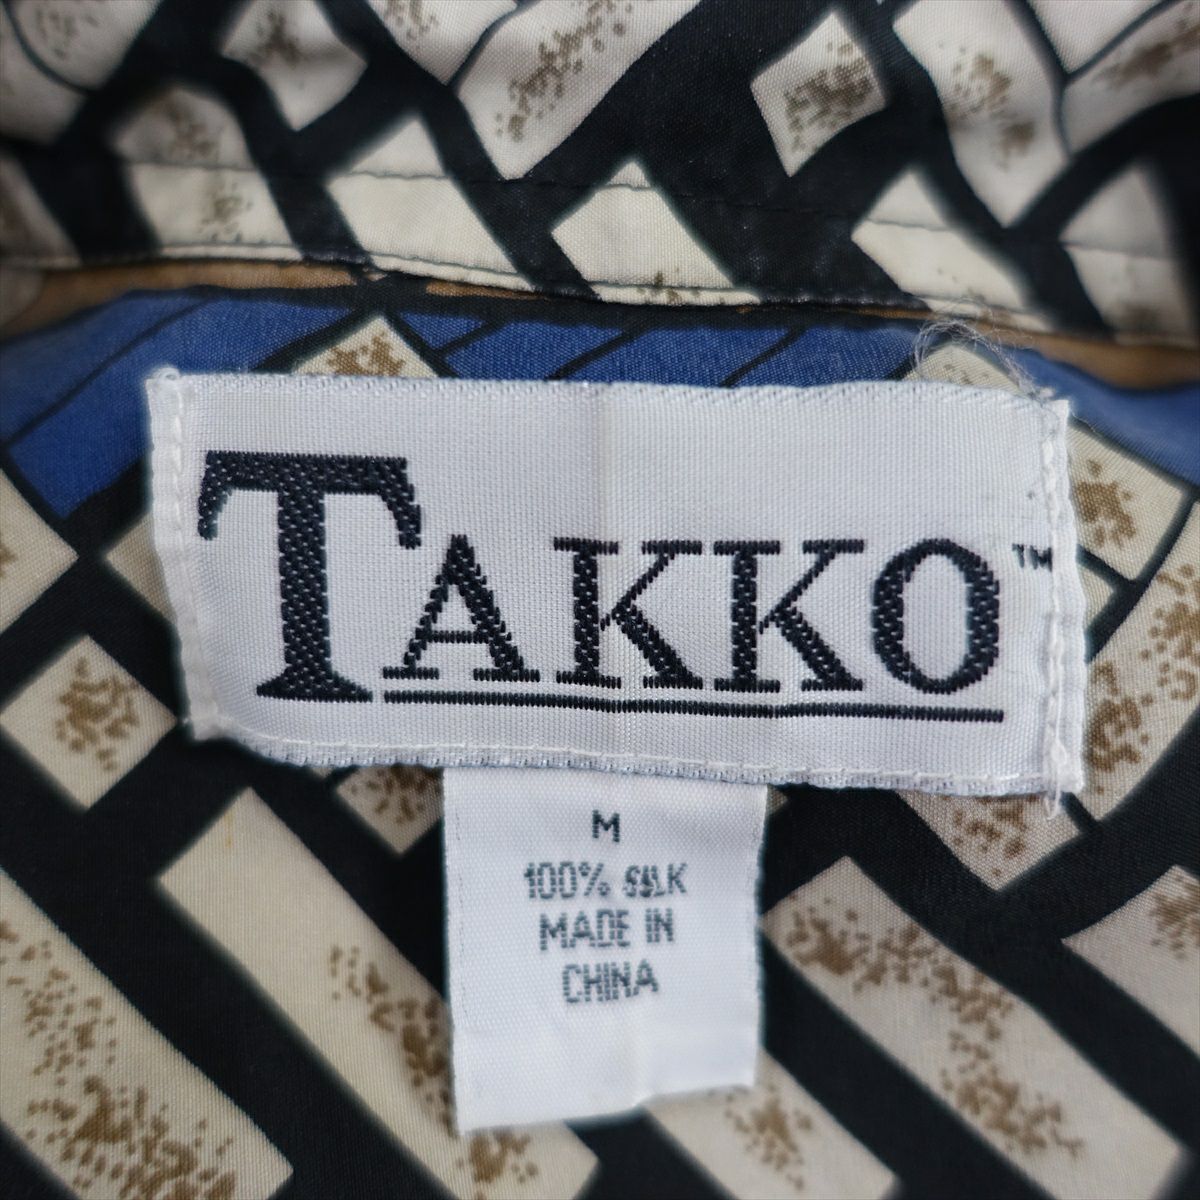 TAKKO™
M
100% SILK
MADE IN
CHINA